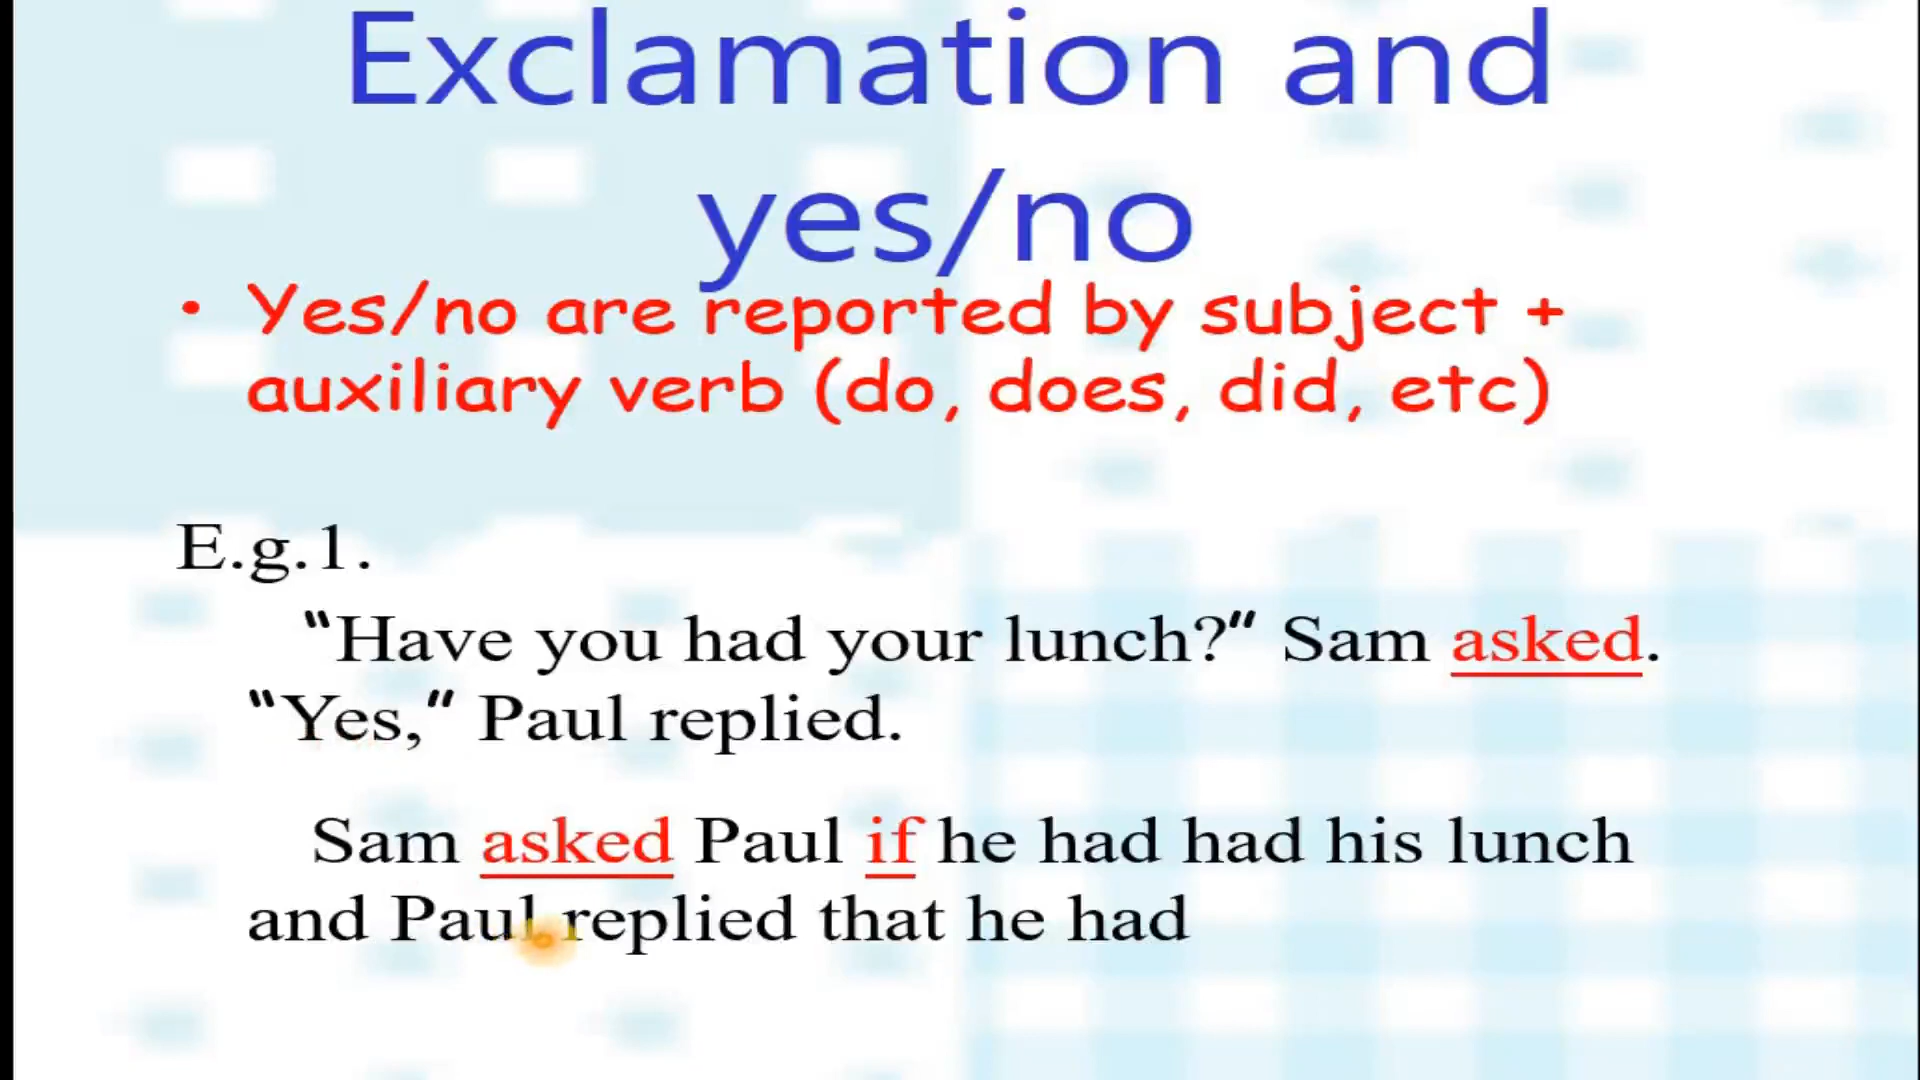 Exclamation and
yes/no
• Yes/no are reported by subject +
auxiliary verb (do, does, did, etc)
E.g.1.
“Have you had your lunch?” Sam asked.
“Yes,” Paul replied.
Sam asked Paul if he had had his lunch
and Paul replied that he had